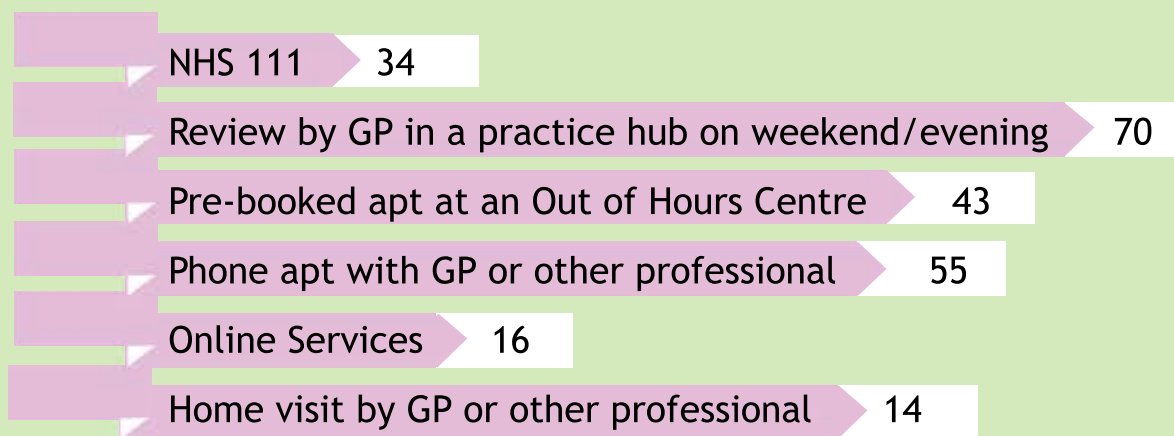 NHS 111 34
Review by GP in a practice hub on weekend/evening 70
Pre-booked apt at an Out of Hours Centre 43
Phone apt with GP or other professional 55
Online Services 16
Home visit by GP or other professional 14